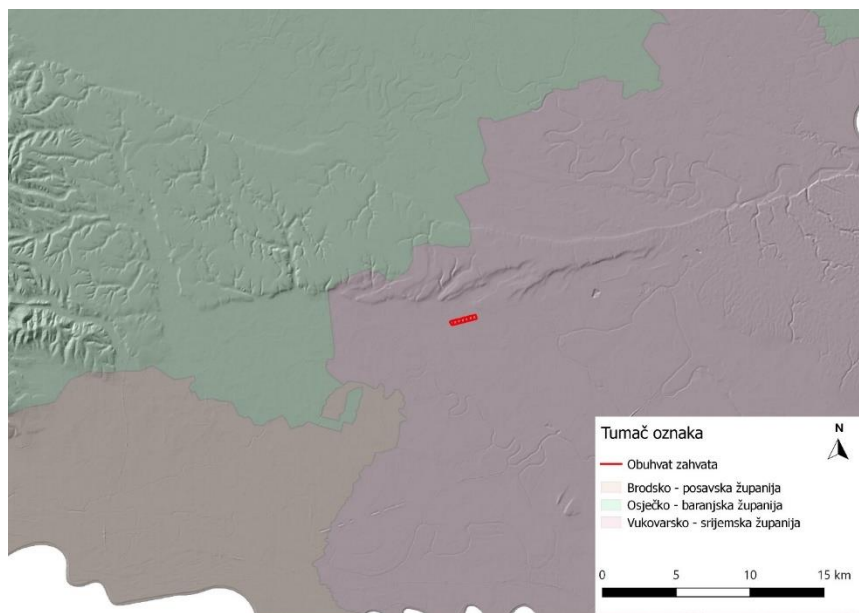 Tumač oznaka
N
Obuhvat zahvata
Brodsko - posavska županija
Osječko - baranjska županija
Vukovarsko - srijemska županija
0 5 10 15 km